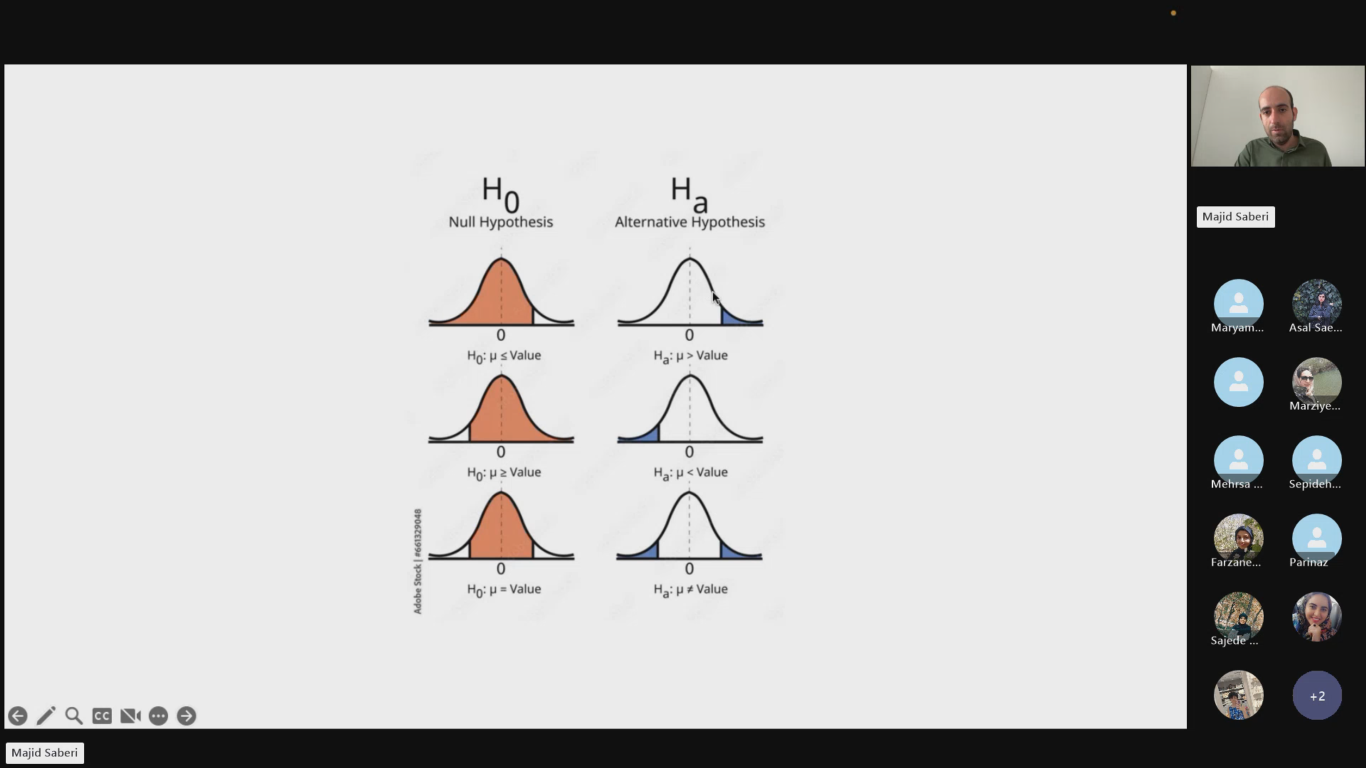 H0
Null Hypothesis
Ha
Alternative Hypothesis
0
0
H0: μ ≤ Value
Ha: μ > Value
0
0
H0: μ ≥ Value
Ha: μ < Value
0
0
H0: μ = Value
Ha: μ ≠ Value
Adobe Stock | #661329048
Majid Saberi
Maryam...
Asal Sae...
Marziye...
Mehrsa ...
Sepideh...
Farzane...
Parinaz
Sajede ...
+2
CC
Majid Saberi